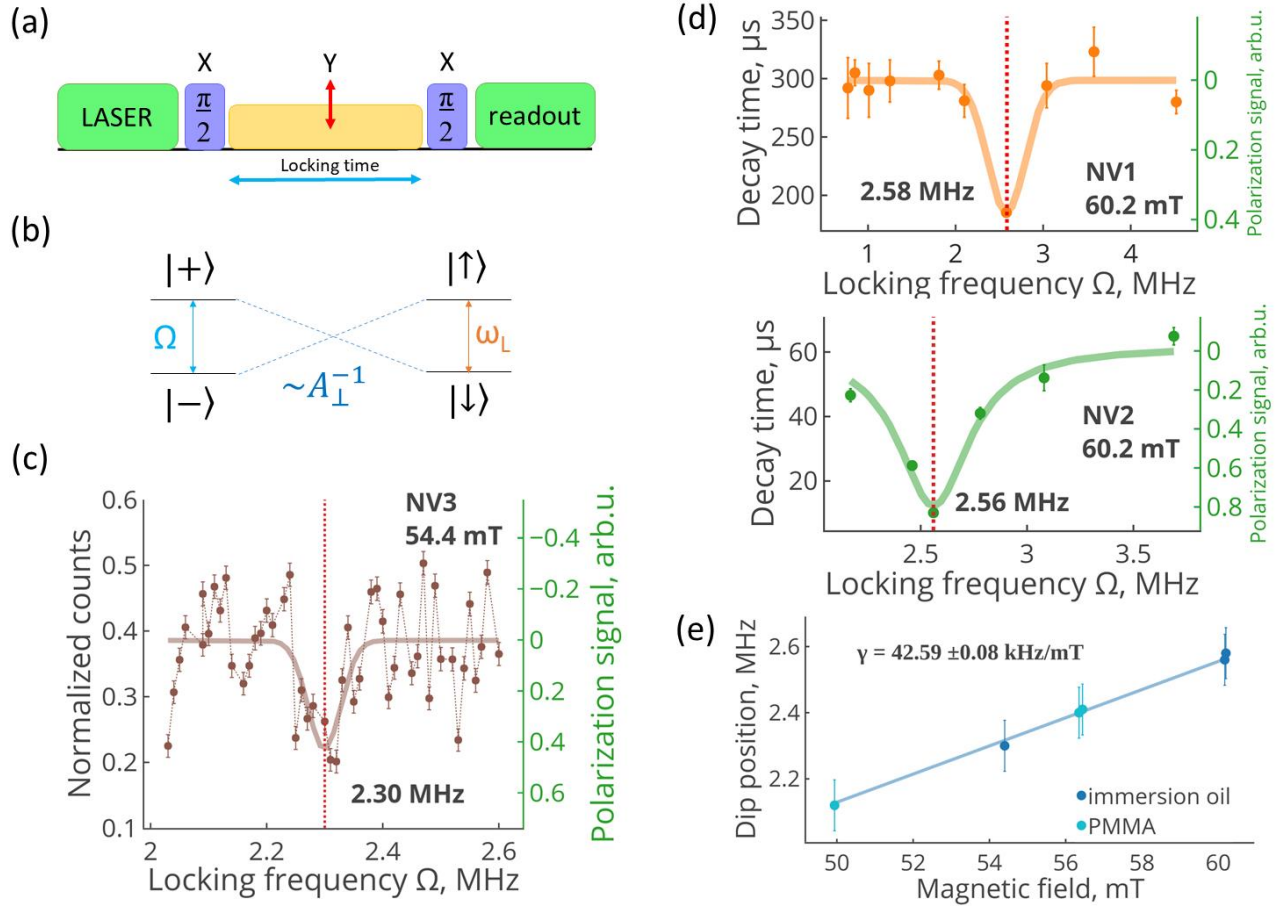 (a)
X Y X
LASER π/2 π/2 readout
Locking time
(b)
|+⟩ |↑⟩
Ω ω_L
|−⟩ |↓⟩
~A⊥⁻¹
(c)
NV3
54.4 mT
2.30 MHz
0.6
0.5
0.4
0.3
0.2
0.1
Normalized counts
−0.4
−0.2
0
0.2
0.4
0.6
Polarization signal, arb.u.
2 2.2 2.4 2.6
Locking frequency Ω, MHz
(d)
350
300
250
200
Decay time, μs
0
0.2
0.4
Polarization signal, arb.u.
2.58 MHz
NV1
60.2 mT
1 2 3 4
Locking frequency Ω, MHz
60
40
20
Decay time, μs
0
0.2
0.4
0.6
0.8
Polarization signal, arb.u.
NV2
60.2 mT
2.56 MHz
2.5 3 3.5
Locking frequency Ω, MHz
(e)
γ = 42.59 ±0.08 kHz/mT
2.6
2.4
2.2
Dip position, MHz
immersion oil
PMMA
50 52 54 56 58 60
Magnetic field, mT